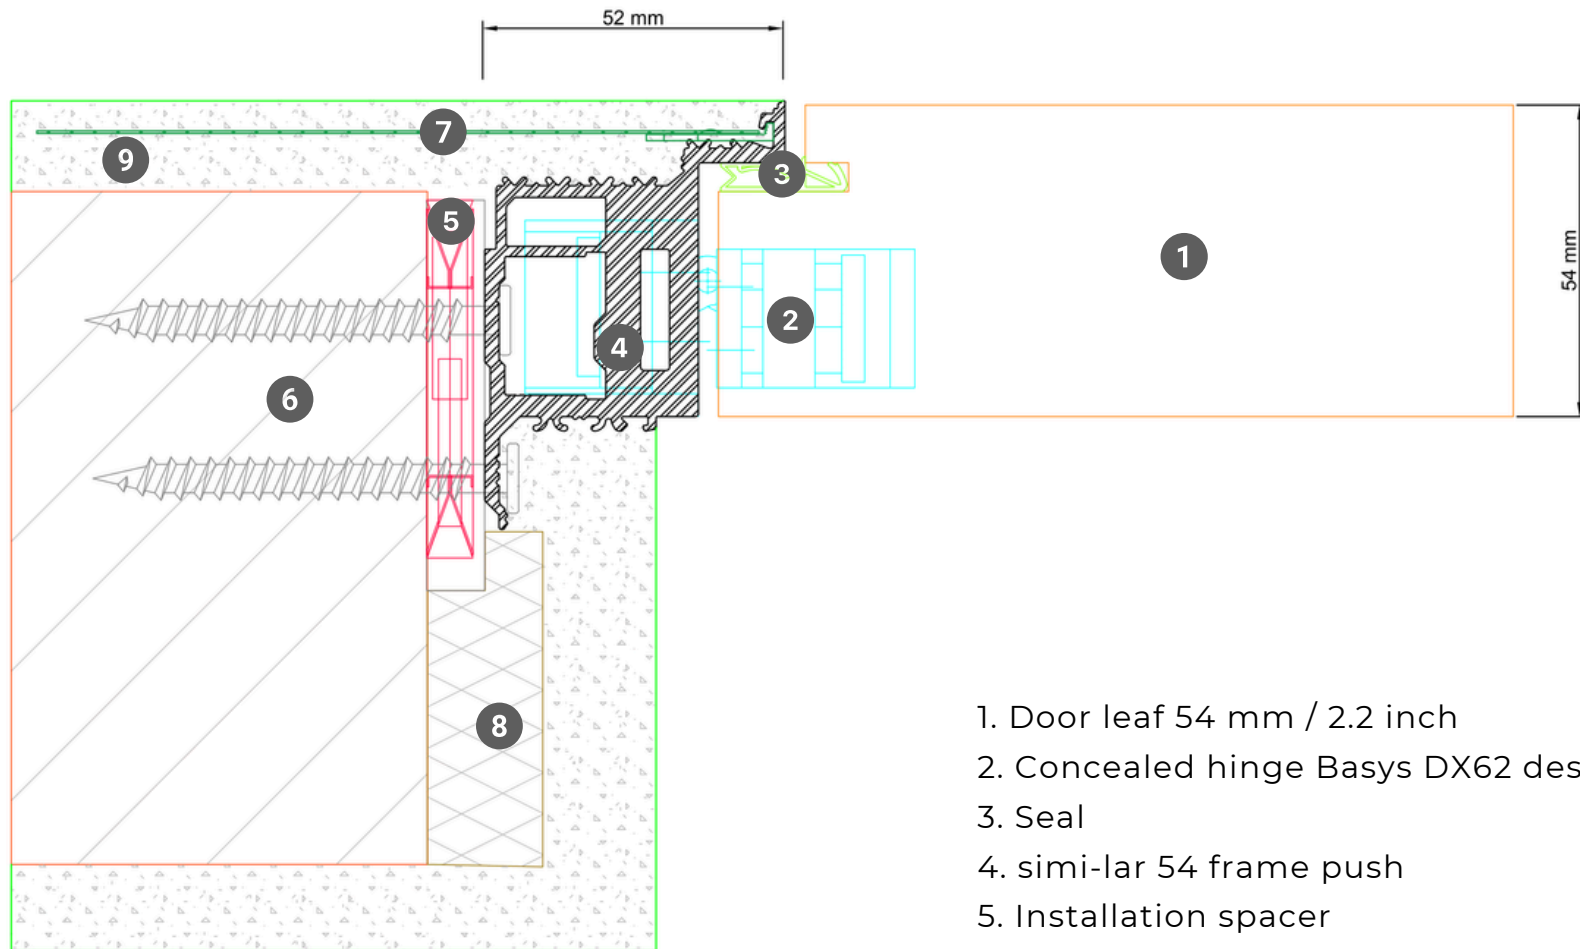 52 mm
7
9
3
5
1
54 mm
2
4
6
8
1. Door leaf 54 mm / 2.2 inch
2. Concealed hinge Basys DX62 des
3. Seal
4. simi-lar 54 frame push
5. Installation spacer